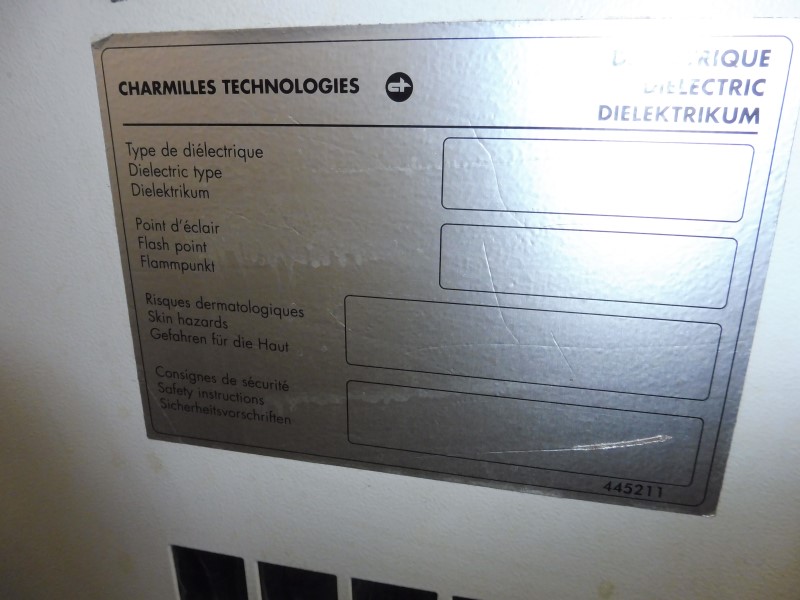 CHARMILLES TECHNOLOGIES
DIELECTRIC
DIELEKTRIKUM
Type de diélectrique
Dielectric type
Dielektrikum
Point d'éclair
Flash point
Flammpunkt
Risques dermatologiques
Skin hazards
Gefahren für die Haut
Consignes de sécurité
Safety instructions
Sicherheitsvorschriften
445211